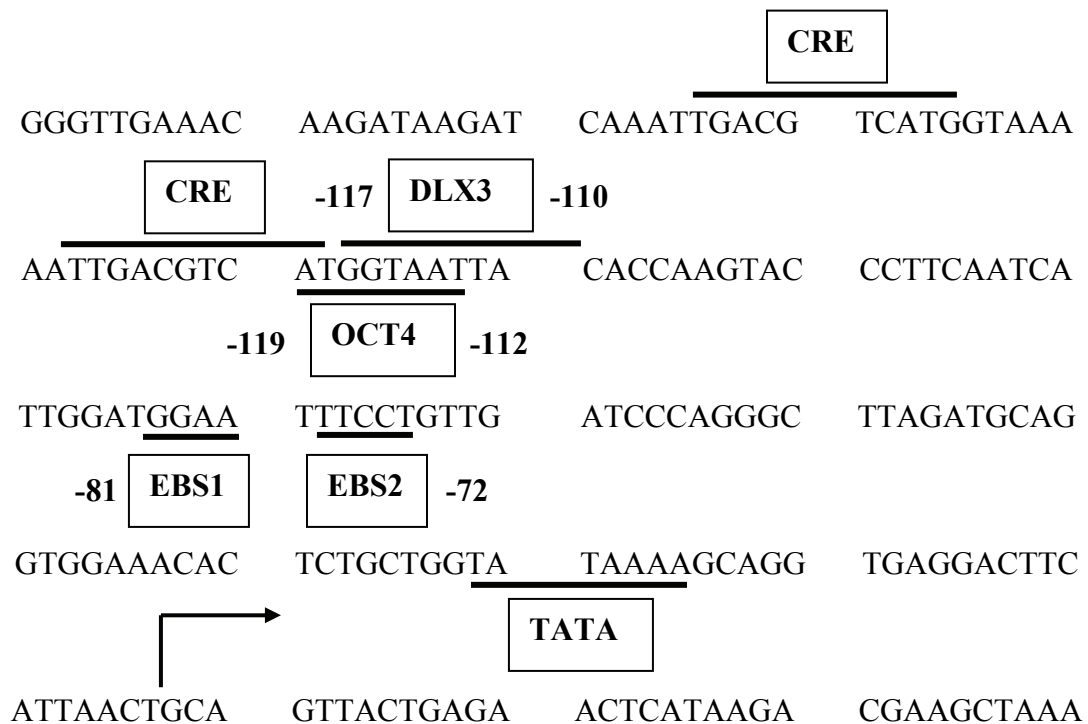 CRE
GGGTTGAAAC AAGATAAGAT CAAATTGACG TCATGGTAAA
CRE -117 DLX3 -110
AATTGACGTC ATGGTAATTA CACCAAGTAC CCTTCAATCA
-119 OCT4 -112
TTGGATGGAA TTTCCTGTTG ATCCCAGGGC TTAGATGCAG
-81 EBS1 EBS2 -72
GTGGAAACAC TCTGCTGGTA TAAAAGCAGG TGAGGACTTC
TATA
ATTAACTGCA GTTACTGAGA ACTCATAAGA CGAAGCTAAA